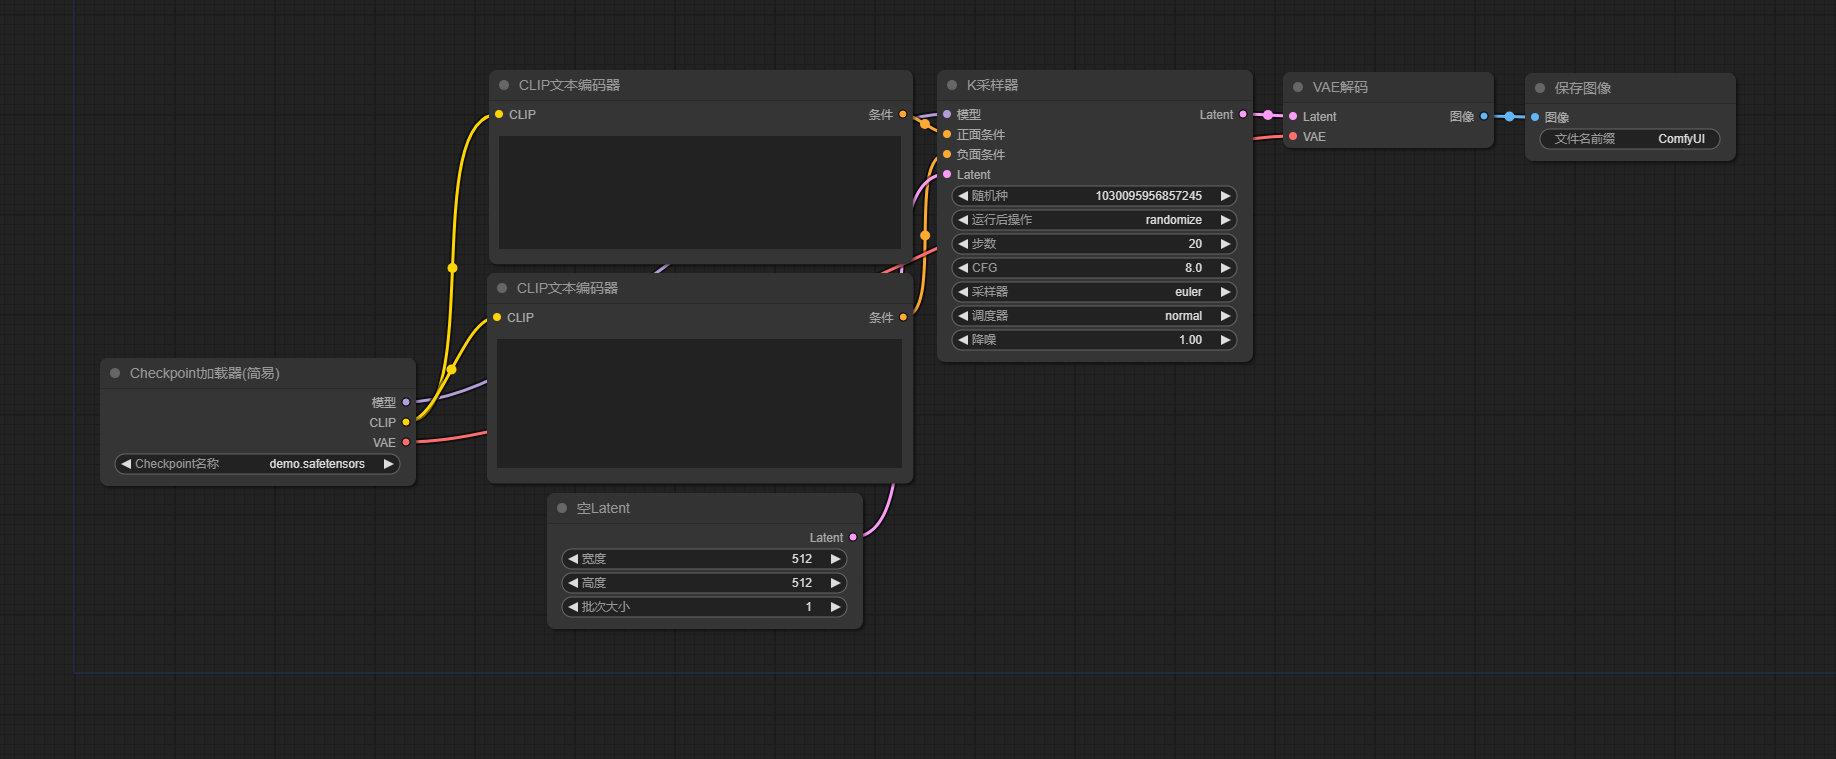 CLIP文本编码器
CLIP
条件
CLIP文本编码器
CLIP
条件
Checkpoint加载器(简易)
模型
CLIP
VAE
Checkpoint名称 demo.safetensors
空Latent
Latent
宽度 512
高度 512
批次大小 1
K采样器
模型
Latent
正面条件
负面条件
Latent
随机种 1030095956857245
运行后操作 randomize
步数 20
CFG 8.0
采样器 euler
调度器 normal
降噪 1.00
VAE解码
Latent
图像
VAE
保存图像
图像
文件名前缀 ComfyUI